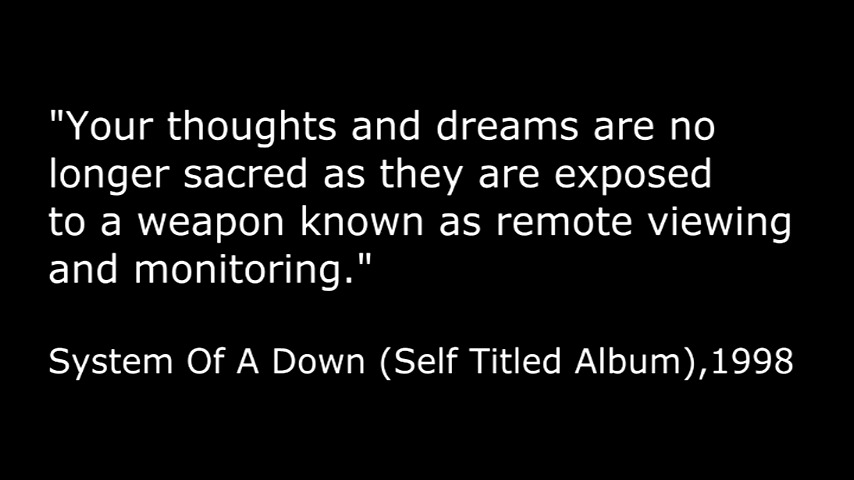 "Your thoughts and dreams are no
longer sacred as they are exposed
to a weapon known as remote viewing
and monitoring."
System Of A Down (Self Titled Album),1998